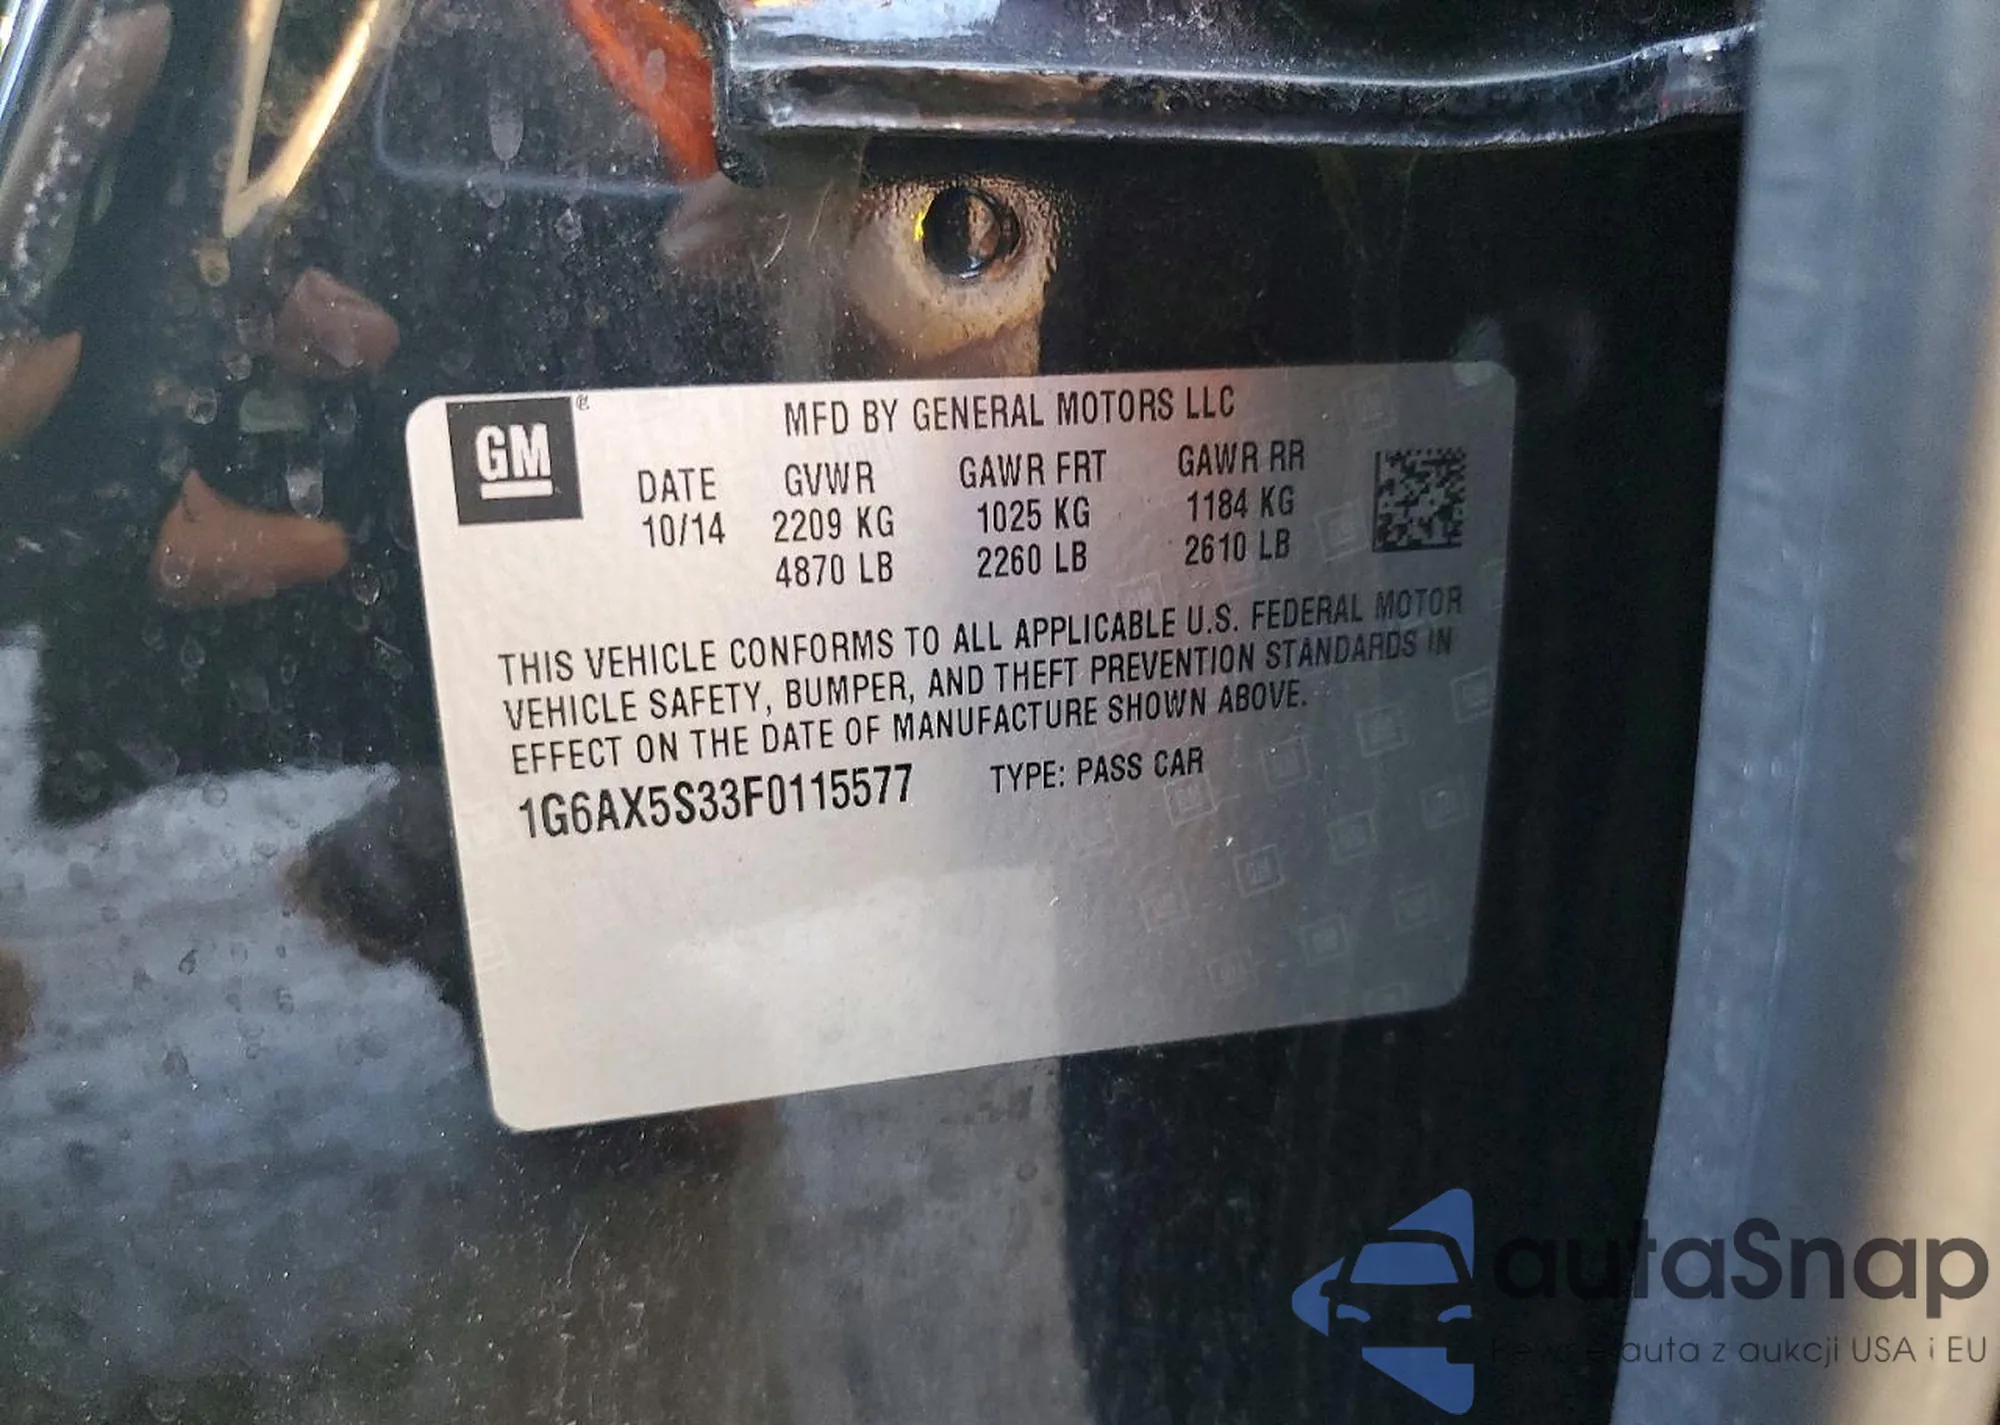 GM
MFD BY GENERAL MOTORS LLC
DATE GVWR GAWR FRT GAWR RR
10/14 2209 KG 1025 KG 1184 KG
4870 LB 2260 LB 2610 LB
THIS VEHICLE CONFORMS TO ALL APPLICABLE U.S. FEDERAL MOTOR
VEHICLE SAFETY, BUMPER, AND THEFT PREVENTION STANDARDS IN
EFFECT ON THE DATE OF MANUFACTURE SHOWN ABOVE.
1G6AX5S33F0115577 TYPE: PASS CAR
autaSnap
Pewne auta z aukcji USA i EU